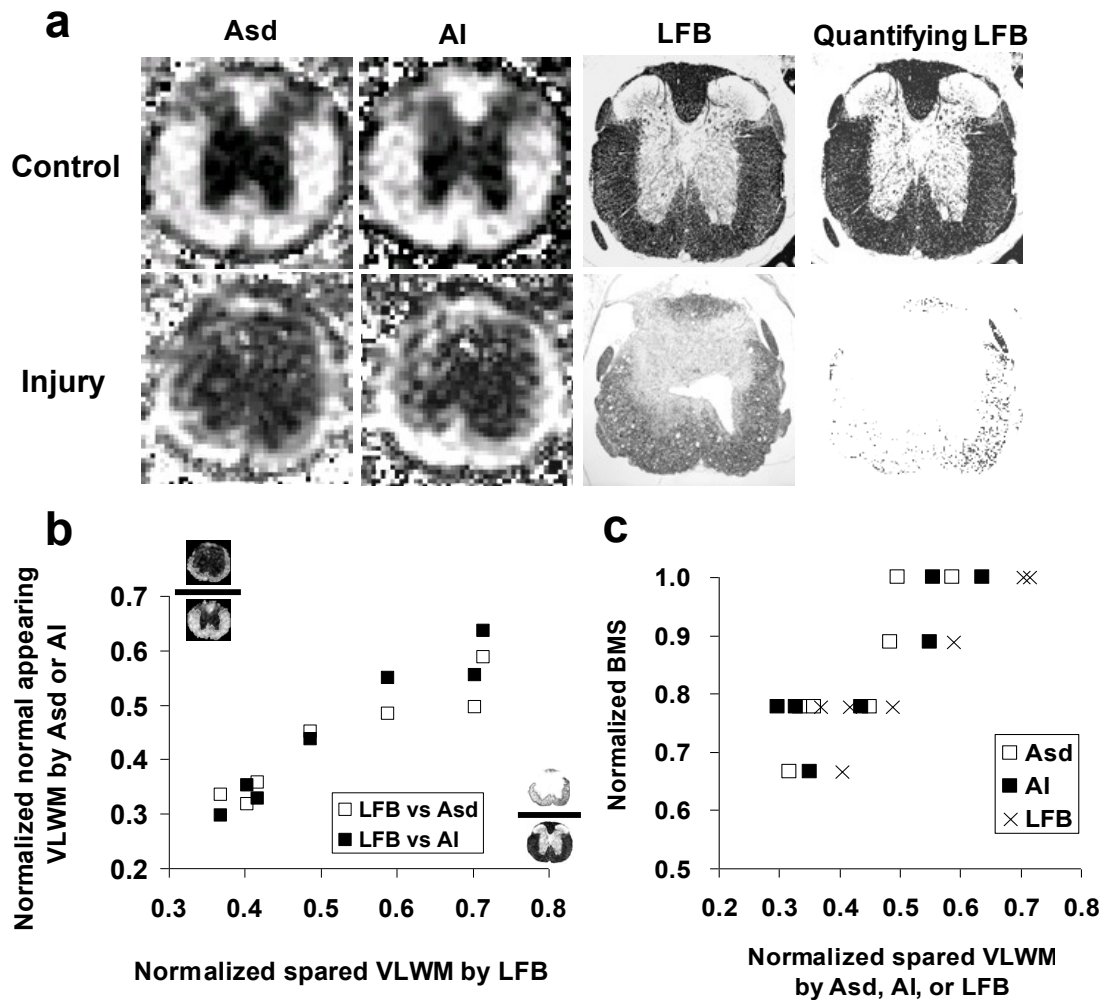 a
Asd AI LFB Quantifying LFB
Control
Injury
b
Normalized normal appearing
VLWM by Asd or AI
0.7
0.6
0.5
0.4
0.3
0.2
LFB vs Asd
LFB vs AI
0.3 0.4 0.5 0.6 0.7 0.8
Normalized spared VLWM by LFB
c
Normalized BMS
1.0
0.9
0.8
0.7
0.6
0.5
Asd
AI
LFB
0.2 0.3 0.4 0.5 0.6 0.7 0.8
Normalized spared VLWM
by Asd, AI, or LFB